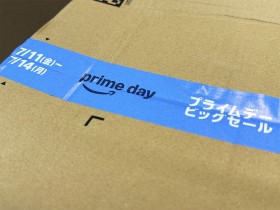 7/11(金)–
7/14(月)
prime day
プライムデー
ビッグセール